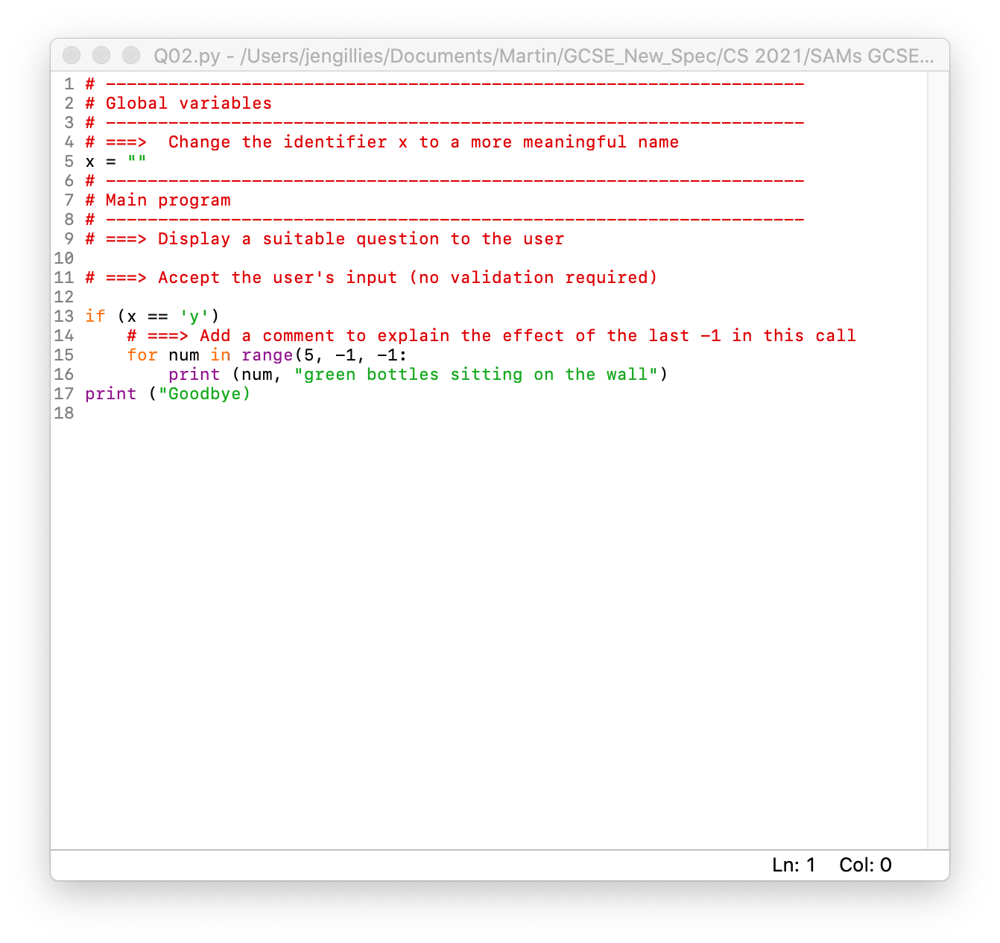 Q02.py - /Users/jengillies/Documents/Martin/GCSE_New_Spec/CS 2021/SAMs GCSE...
1 # -------------------------------------------------------------------
2 # Global variables
3 # -------------------------------------------------------------------
4 # ===>  Change the identifier x to a more meaningful name
5 x = ""
6 # -------------------------------------------------------------------
7 # Main program
8 # -------------------------------------------------------------------
9 # ===> Display a suitable question to the user
10
11 # ===> Accept the user's input (no validation required)
12
13 if (x == 'y')
14     # ===> Add a comment to explain the effect of the last -1 in this call
15     for num in range(5, -1, -1:
16         print (num, "green bottles sitting on the wall")
17 print ("Goodbye)
18
Ln: 1 Col: 0